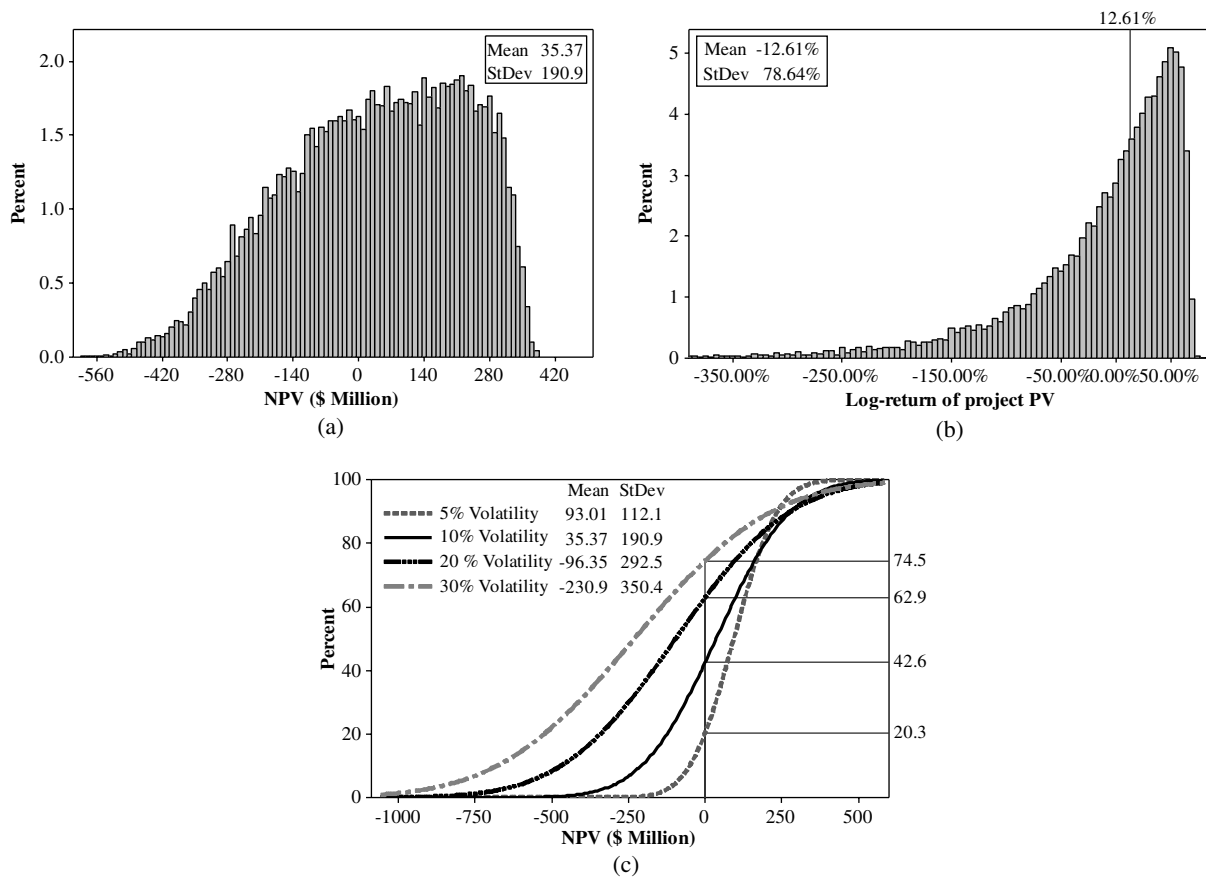 Mean 35.37
StDev 190.9
2.0
1.5
1.0
0.5
0.0
Percent
-560 -420 -280 -140 0 140 280 420
NPV ($ Million)
(a)
12.61%
Mean -12.61%
StDev 78.64%
5
4
3
2
1
0
Percent
-350.00% -250.00% -150.00% -50.00% 0.00% 50.00%
Log-return of project PV
(b)
Mean StDev
5% Volatility 93.01 112.1
10% Volatility 35.37 190.9
20 % Volatility -96.35 292.5
30% Volatility -230.9 350.4
100
80
60
40
20
0
Percent
74.5
62.9
42.6
20.3
-1000 -750 -500 -250 0 250 500
NPV ($ Million)
(c)